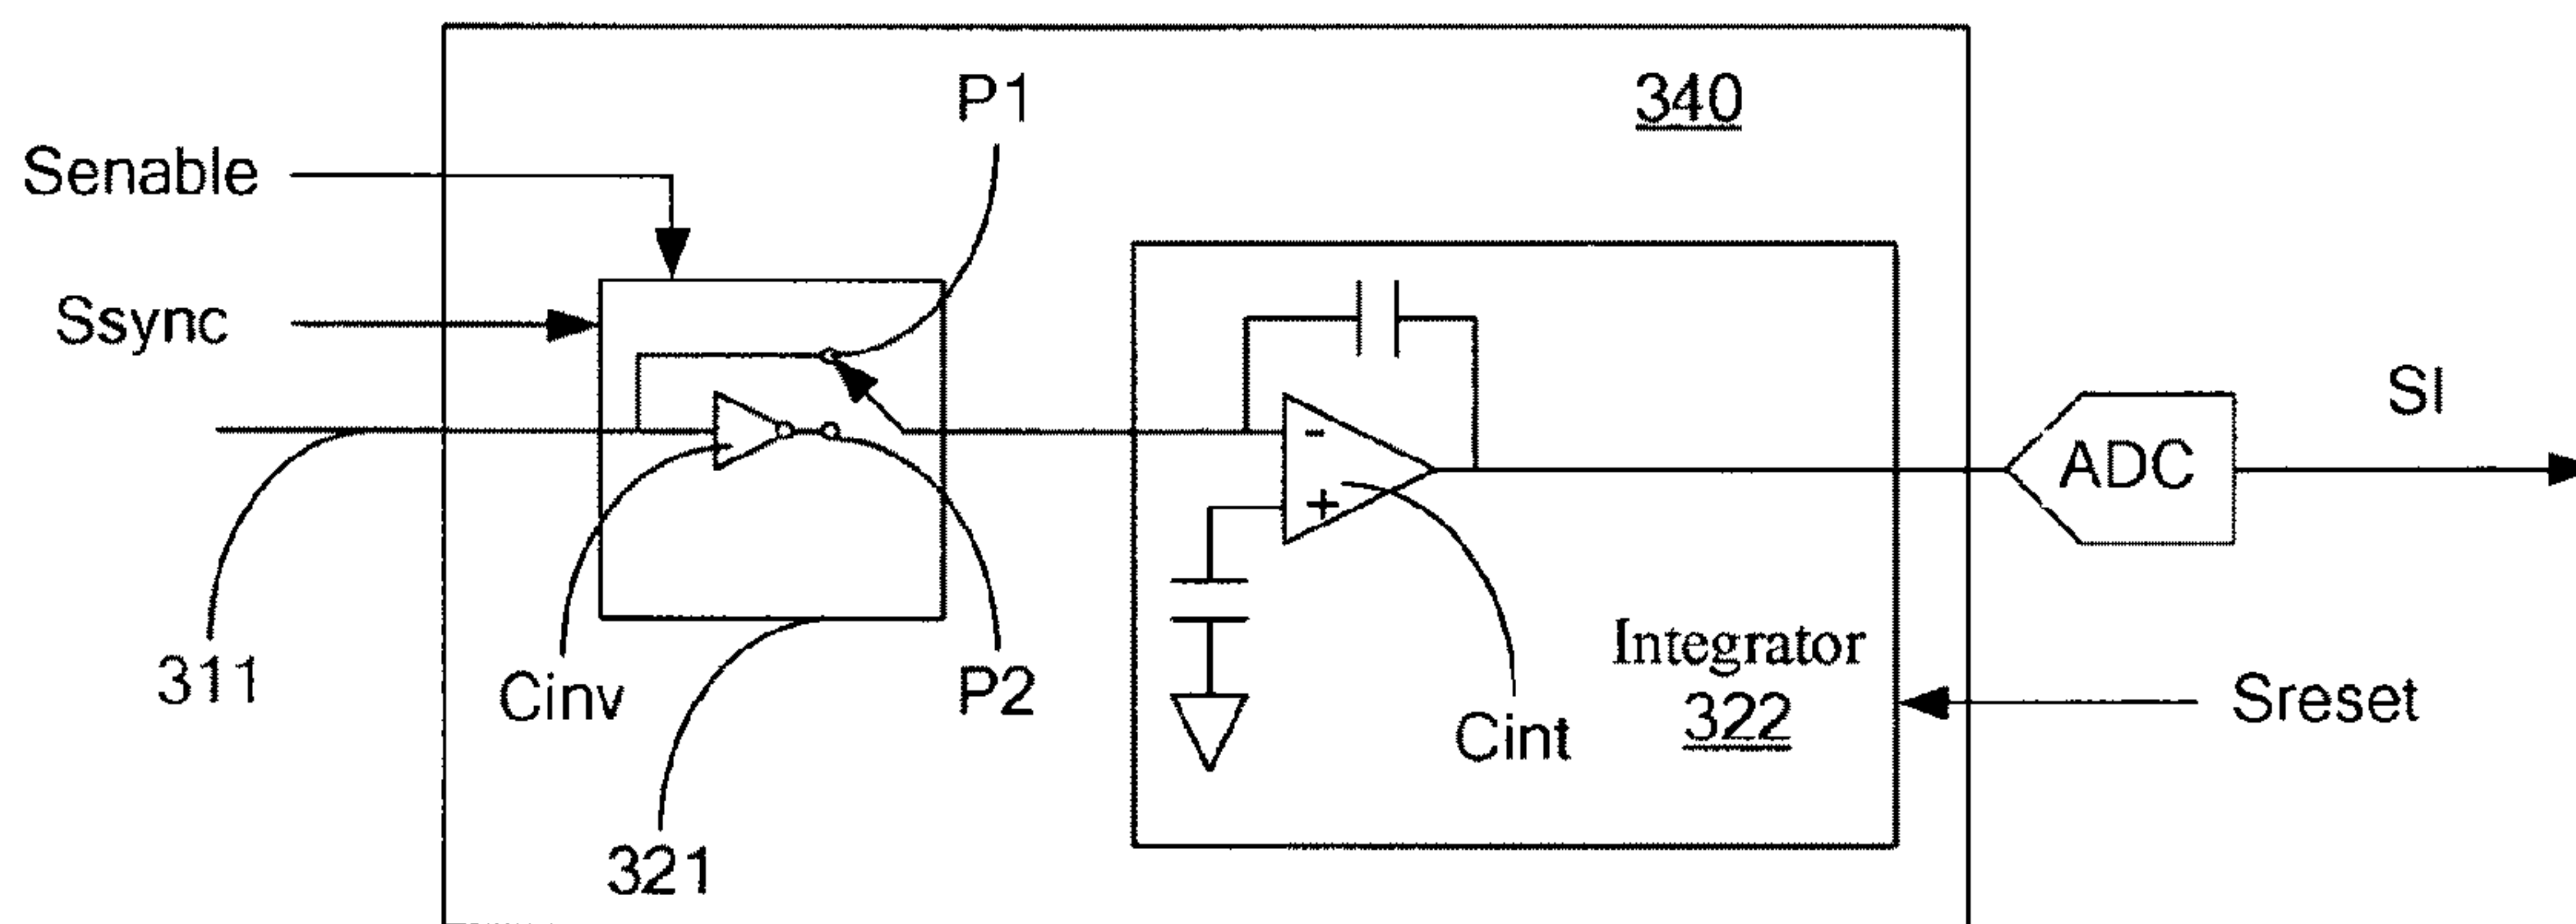 P1
340
Senable
Ssync
SI
ADC
-
+
311
Cinv
P2
Integrator
322
Cint
Sreset
321